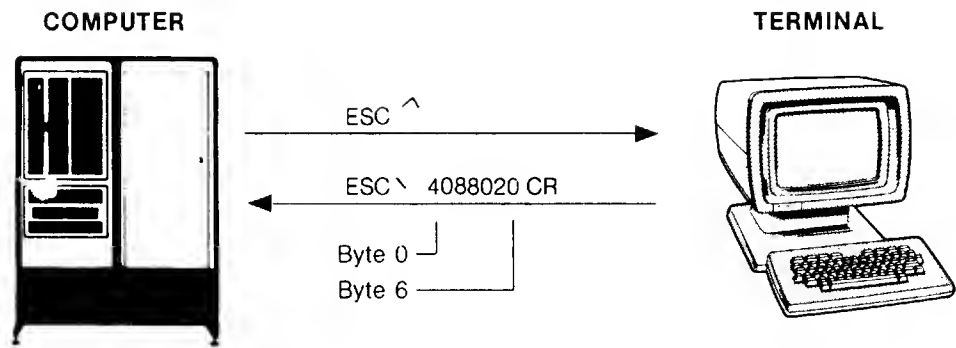 COMPUTER
TERMINAL
ESC ^
ESC \ 4088020 CR
Byte 0
Byte 6